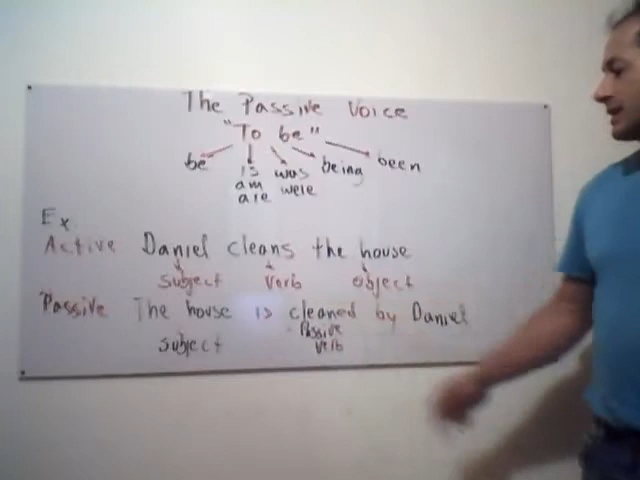 The Passive Voice
"To be"
be is was being been
am were
are
Ex.
Active Daniel cleans the house
subject verb object
Passive The house is cleaned by Daniel
subject Passive
verb